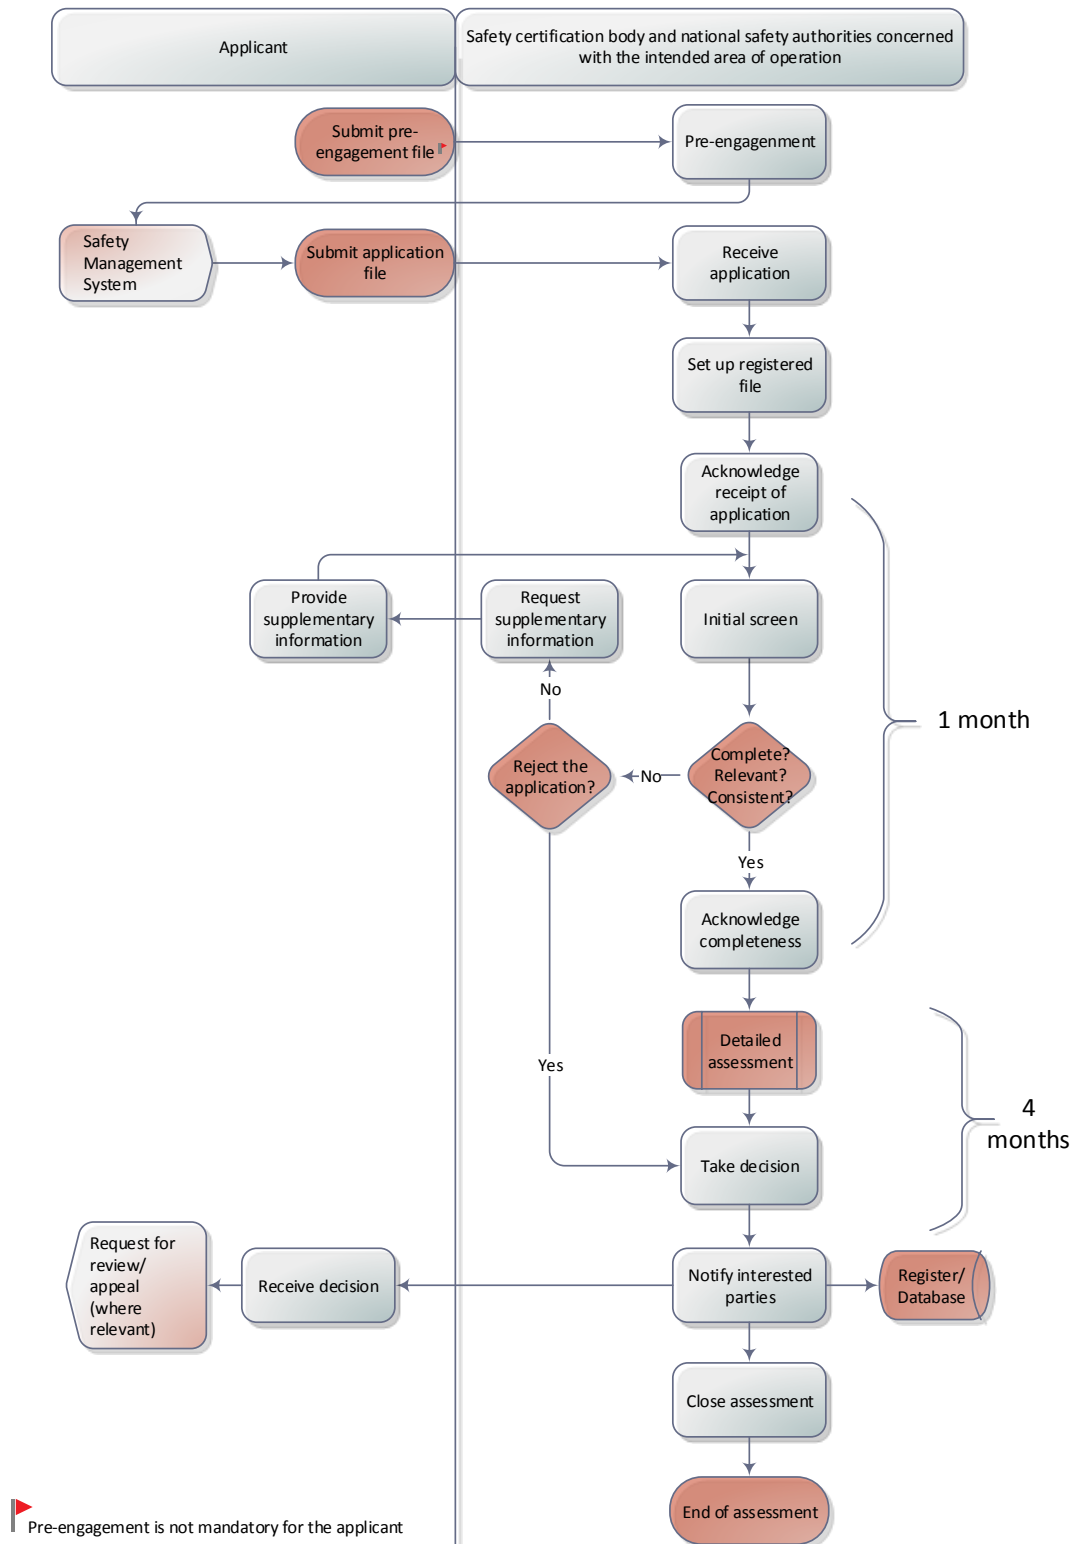 Applicant
Safety certification body and national safety authorities concerned
with the intended area of operation
Submit pre-
engagement file
Pre-engagenment
Safety
Management
System
Submit application
file
Receive
application
Set up registered
file
Acknowledge
receipt of
application
Provide
supplementary
information
Request
supplementary
information
Initial screen
No
1 month
Reject the
application?
No
Complete?
Relevant?
Consistent?
Yes
Acknowledge
completeness
Detailed
assessment
Yes
4
months
Take decision
Request for
review/
appeal
(where
relevant)
Receive decision
Notify interested
parties
Register/
Database
Close assessment
End of assessment
Pre-engagement is not mandatory for the applicant